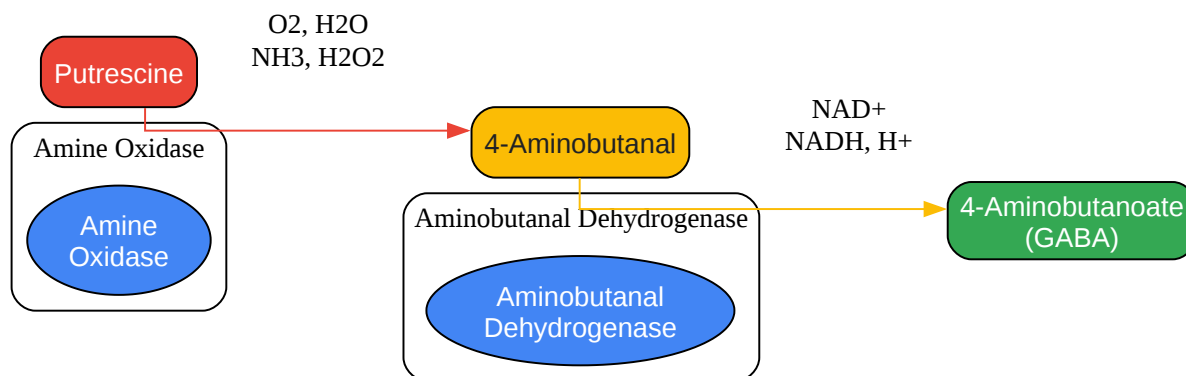 O2, H2O
NH3, H2O2
Putrescine
Amine Oxidase
Amine
Oxidase
4-Aminobutanal
Aminobutanal Dehydrogenase
Aminobutanal
Dehydrogenase
NAD+
NADH, H+
4-Aminobutanoate
(GABA)